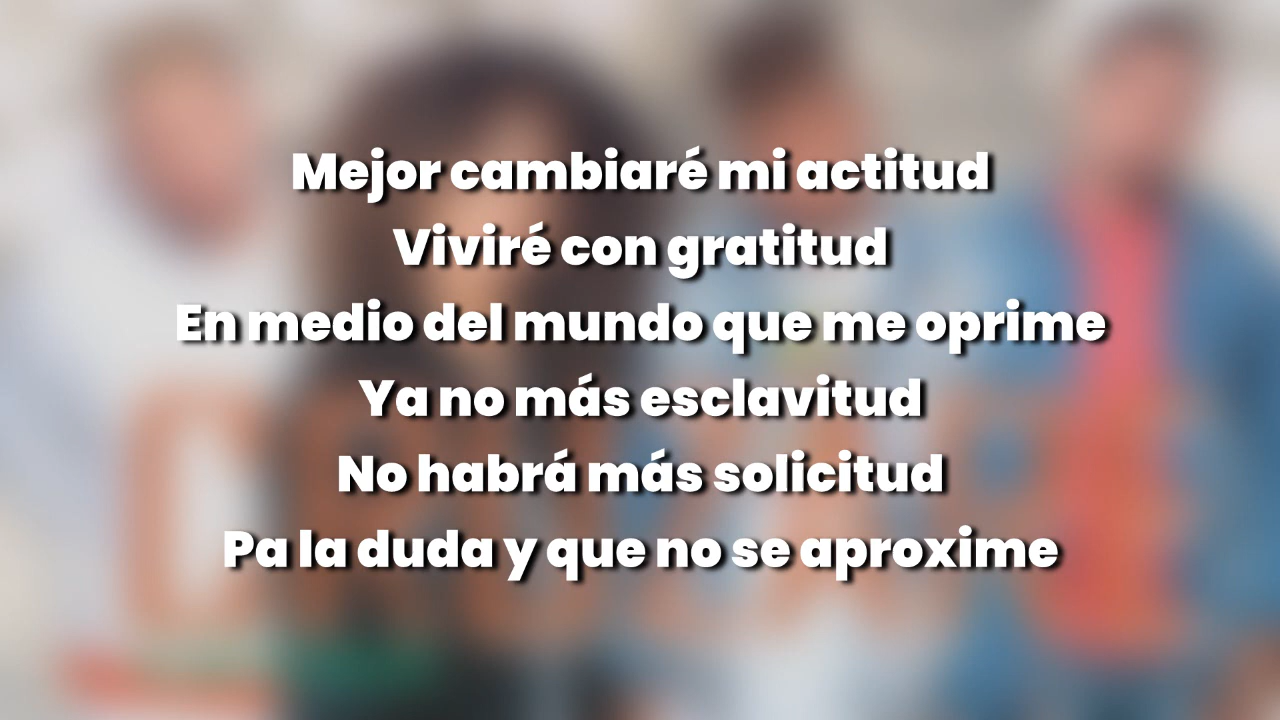 Mejor cambiaré mi actitud
Viviré con gratitud
En medio del mundo que me oprime
Ya no más esclavitud
No habrá más solicitud
Pa la duda y que no se aproxime